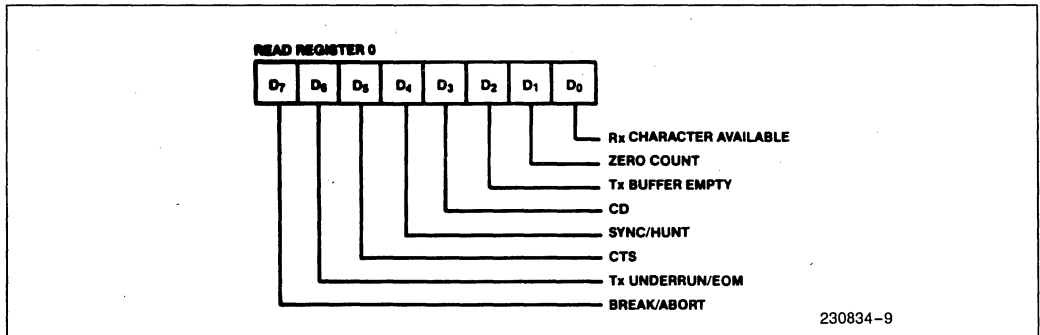 READ REGISTER 0
D7 D6 D5 D4 D3 D2 D1 D0
Rx CHARACTER AVAILABLE
ZERO COUNT
Tx BUFFER EMPTY
CD
SYNC/HUNT
CTS
Tx UNDERRUN/EOM
BREAK/ABORT
230834-9